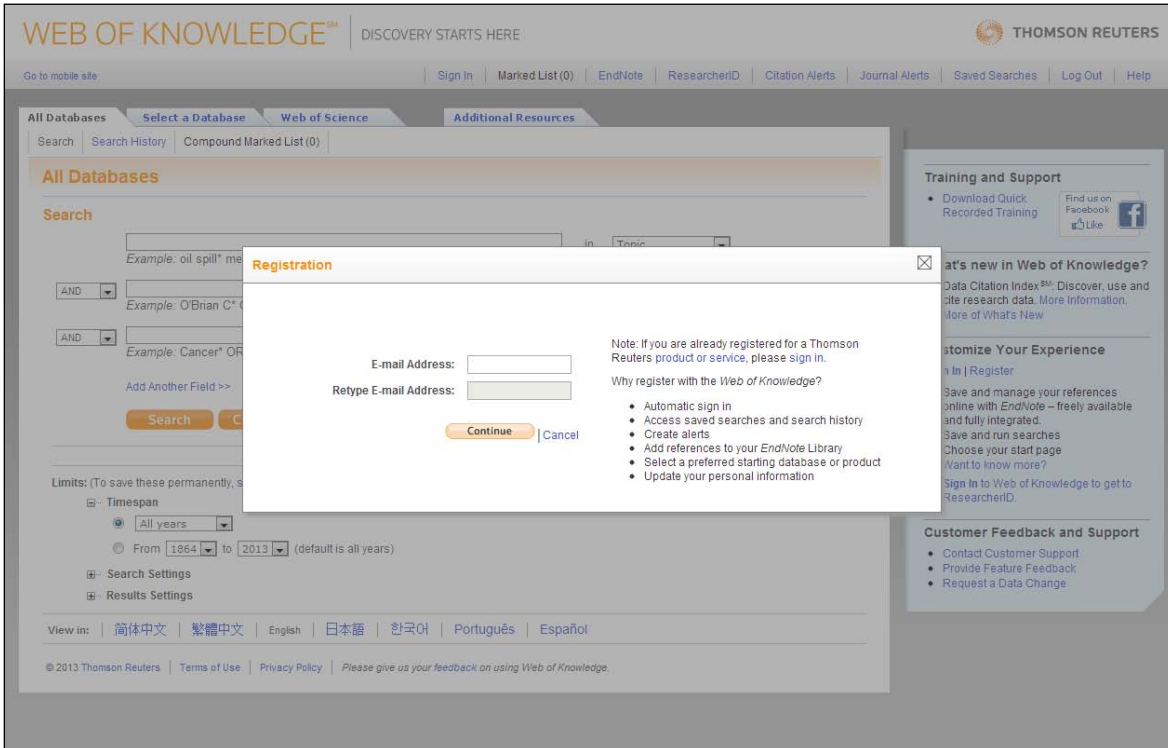 WEB OF KNOWLEDGE℠ | DISCOVERY STARTS HERE
THOMSON REUTERS
Go to mobile site
Sign In | Marked List (0) | EndNote | ResearcherID | Citation Alerts | Journal Alerts | Saved Searches | Log Out | Help
All Databases Select a Database Web of Science Additional Resources
Search | Search History | Compound Marked List (0)
All Databases
Search
in Topic
Example: oil spill* me
AND
Example: O'Brian C*
AND
Example: Cancer* OR
Add Another Field >>
Search C
Limits: (To save these permanently, s
Timespan
All years
From 1864 to 2013 (default is all years)
Search Settings
Results Settings
View in: | 简体中文 | 繁體中文 | English | 日本語 | 한국어 | Português | Español
© 2013 Thomson Reuters | Terms of Use | Privacy Policy | Please give us your feedback on using Web of Knowledge.
Registration
E-mail Address:
Retype E-mail Address:
Continue | Cancel
Note: If you are already registered for a Thomson
Reuters product or service, please sign in.
Why register with the Web of Knowledge?
• Automatic sign in
• Access saved searches and search history
• Create alerts
• Add references to your EndNote Library
• Select a preferred starting database or product
• Update your personal information
Training and Support
• Download Quick
Recorded Training
Find us on
Facebook
Like
at's new in Web of Knowledge?
Data Citation Index℠: Discover, use and
cite research data. More Information.
More of What's New
stomize Your Experience
n In | Register
Save and manage your references
online with EndNote – freely available
and fully integrated.
Save and run searches
Choose your start page
Want to know more?
Sign In to Web of Knowledge to get to
ResearcherID.
Customer Feedback and Support
• Contact Customer Support
• Provide Feature Feedback
• Request a Data Change